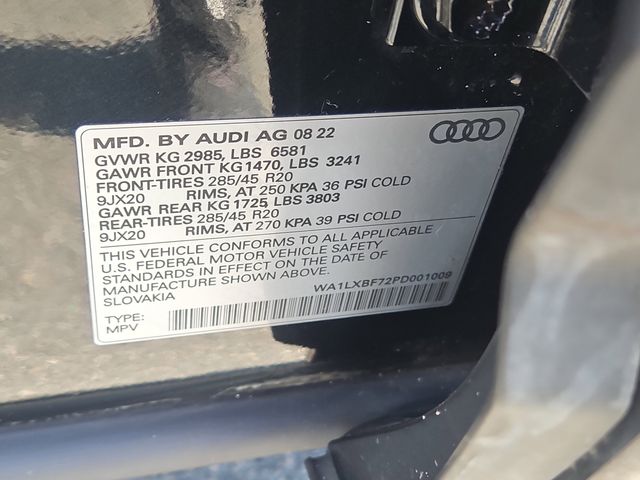 MFD. BY AUDI AG 08 22
GVWR KG 2985, LBS 6581
GAWR FRONT KG1470, LBS 3241
FRONT-TIRES 285/45 R20
9JX20 RIMS, AT 250 KPA 36 PSI COLD
GAWR REAR KG 1725, LBS 3803
REAR-TIRES 285/45 R20
9JX20 RIMS, AT 270 KPA 39 PSI COLD
THIS VEHICLE CONFORMS TO ALL APPLICABLE
U.S. FEDERAL MOTOR VEHICLE SAFETY
STANDARDS IN EFFECT ON THE DATE OF
MANUFACTURE SHOWN ABOVE.
SLOVAKIA WA1LXBF72PD001009
TYPE:
MPV